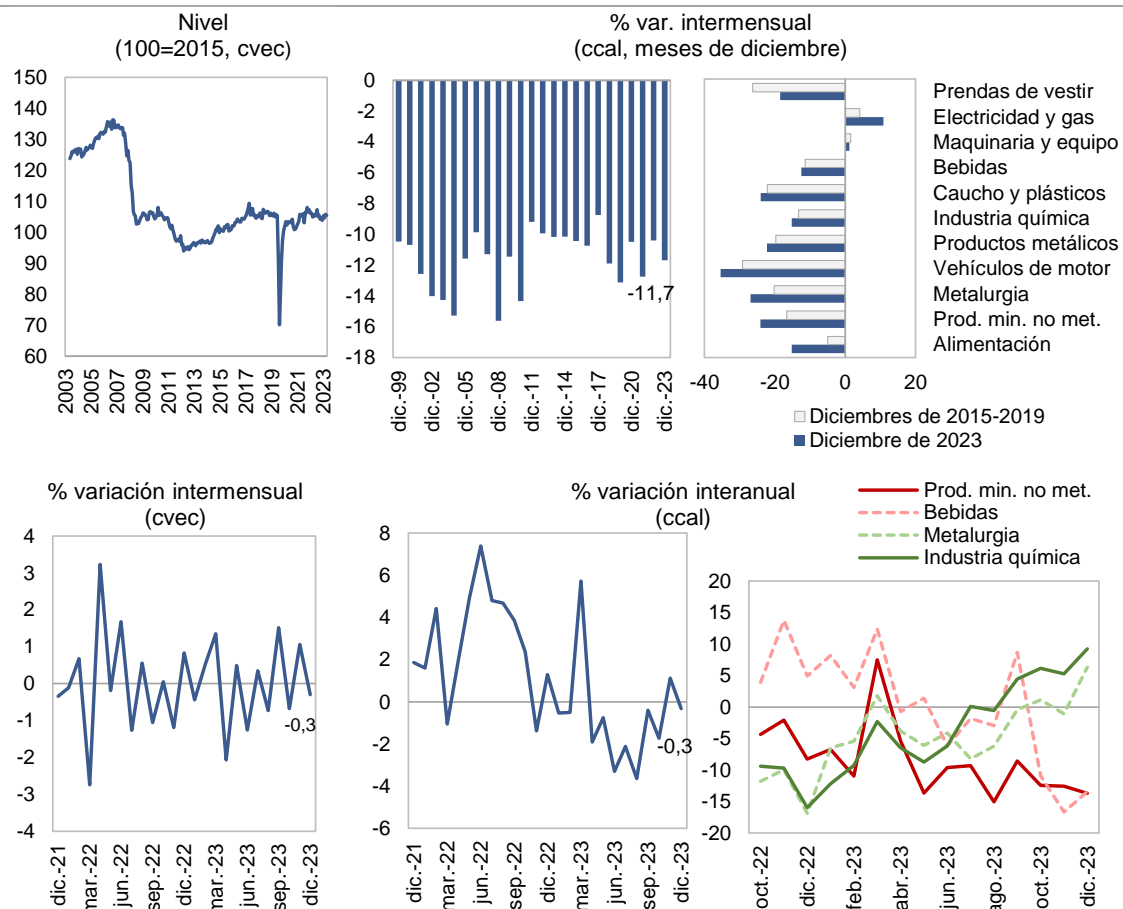 Nivel
(100=2015, cvec)
150
140
130
120
110
100
90
80
70
60
2003
2005
2007
2009
2011
2013
2015
2017
2019
2021
2023
% var. intermensual
(ccal, meses de diciembre)
0
-2
-4
-6
-8
-10
-12
-14
-16
-18
-11,7
dic.-99
dic.-02
dic.-05
dic.-08
dic.-11
dic.-14
dic.-17
dic.-20
dic.-23
Prendas de vestir
Electricidad y gas
Maquinaria y equipo
Bebidas
Caucho y plásticos
Industria química
Productos metálicos
Vehículos de motor
Metalurgia
Prod. min. no met.
Alimentación
-40
-20
0
20
Diciembres de 2015-2019
Diciembre de 2023
% variación intermensual
(cvec)
4
3
2
1
0
-1
-2
-3
-4
-0,3
dic.-21
mar.-22
jun.-22
sep.-22
dic.-22
mar.-23
jun.-23
sep.-23
dic.-23
% variación interanual
(ccal)
8
6
4
2
0
-2
-4
-6
-0,3
dic.-21
mar.-22
jun.-22
sep.-22
dic.-22
mar.-23
jun.-23
sep.-23
dic.-23
Prod. min. no met.
Bebidas
Metalurgia
Industria química
20
15
10
5
0
-5
-10
-15
-20
oct.-22
dic.-22
feb.-23
abr.-23
jun.-23
ago.-23
oct.-23
dic.-23